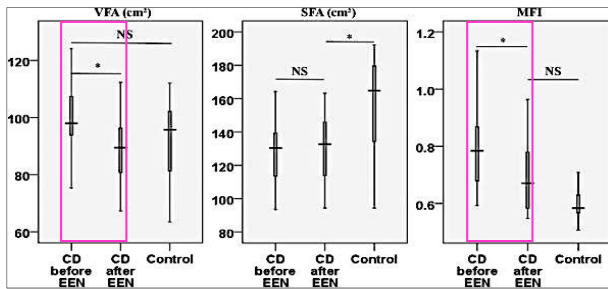 VFA (cm²)
NS
*
120
100
80
60
CD before EEN
CD after EEN
Control
SFA (cm²)
*
NS
200
180
160
140
120
100
80
CD before EEN
CD after EEN
Control
MFI
*
NS
1.2
1.0
0.8
0.6
CD before EEN
CD after EEN
Control